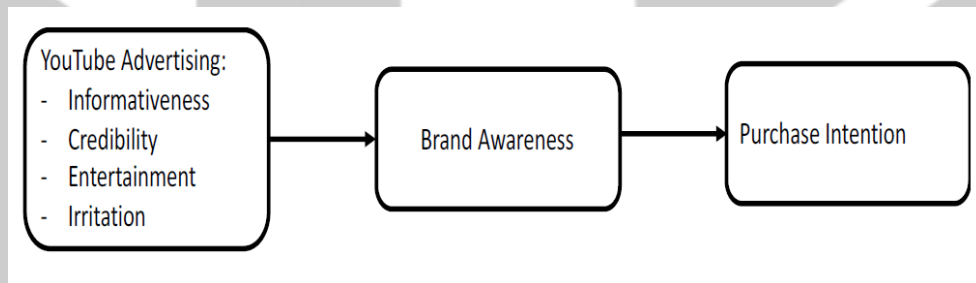 YouTube Advertising:
- Informativeness
- Credibility
- Entertainment
- Irritation
Brand Awareness
Purchase Intention